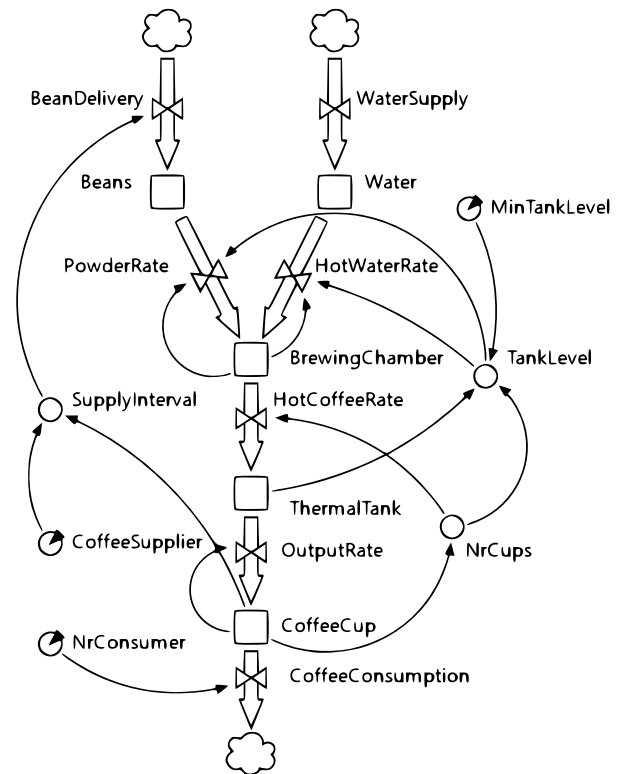 BeanDelivery
WaterSupply
Beans
Water
MinTankLevel
PowderRate
HotWaterRate
BrewingChamber
TankLevel
SupplyInterval
HotCoffeeRate
ThermalTank
CoffeeSupplier
OutputRate
NrCups
CoffeeCup
NrConsumer
CoffeeConsumption